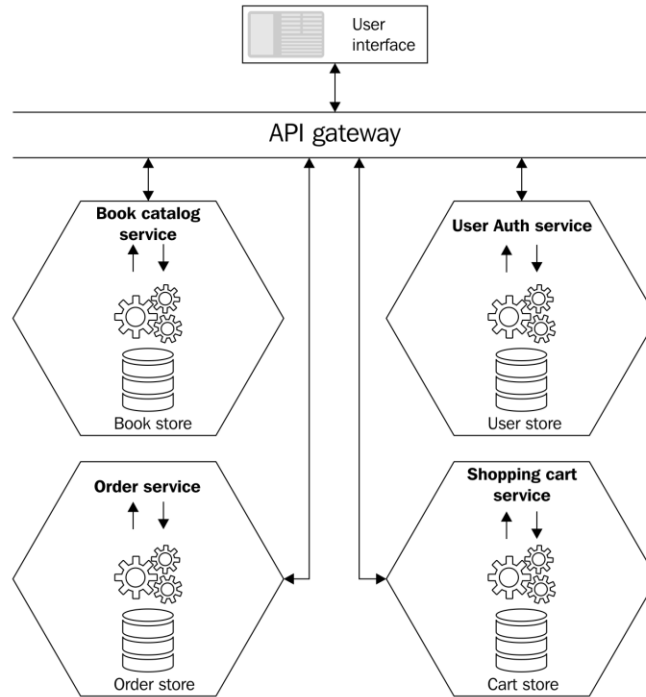 User
interface
API gateway
Book catalog
service
Book store
User Auth service
User store
Order service
Order store
Shopping cart
service
Cart store